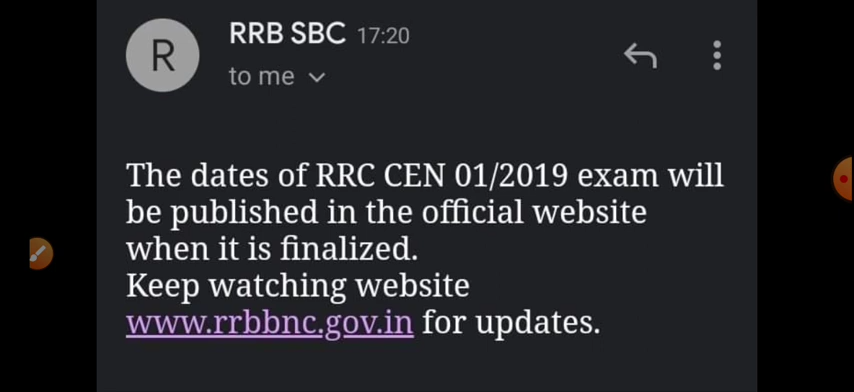 R
RRB SBC 17:20
to me
The dates of RRC CEN 01/2019 exam will
be published in the official website
when it is finalized.
Keep watching website
www.rrbbnc.gov.in for updates.